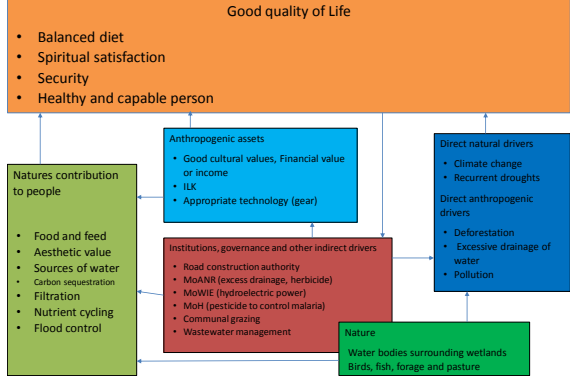 Good quality of Life
• Balanced diet
• Spiritual satisfaction
• Security
• Healthy and capable person
Anthropogenic assets
• Good cultural values, Financial value
or income
• ILK
• Appropriate technology (gear)
Direct natural drivers
• Climate change
• Recurrent droughts
Direct anthropogenic
drivers
• Deforestation
• Excessive drainage of
water
• Pollution
Natures contribution
to people
• Food and feed
• Aesthetic value
• Sources of water
• Carbon sequestration
• Filtration
• Nutrient cycling
• Flood control
Institutions, governance and other indirect drivers
• Road construction authority
• MoANR (excess drainage, herbicide)
• MoWIE (hydroelectric power)
• MoH (pesticide to control malaria)
• Communal grazing
• Wastewater management
Nature
Water bodies surrounding wetlands
Birds, fish, forage and pasture